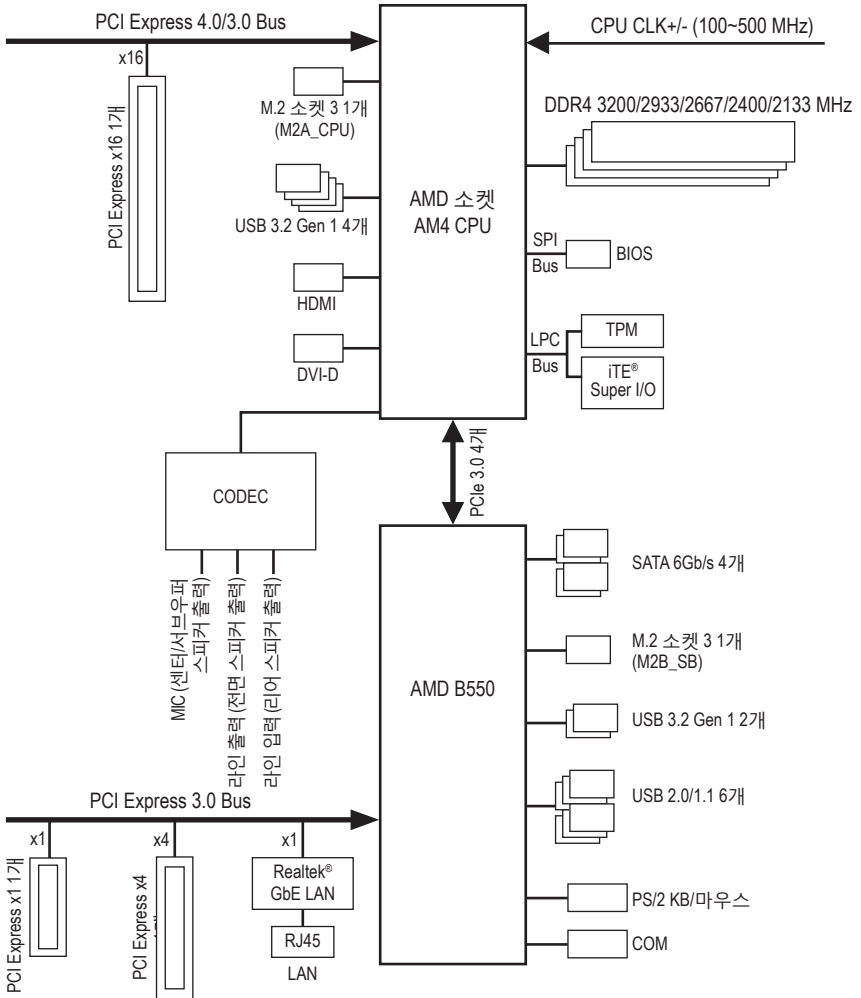 PCI Express 4.0/3.0 Bus
CPU CLK+/- (100~500 MHz)
x16
PCI Express x16 1개
M.2 소켓 3 1개
(M2A_CPU)
DDR4 3200/2933/2667/2400/2133 MHz
USB 3.2 Gen 1 4개
AMD 소켓
AM4 CPU
SPI
Bus
BIOS
HDMI
LPC
Bus
TPM
iTE®
Super I/O
DVI-D
PCIe 3.0 4개
CODEC
MIC (센터/서브우퍼
스피커 출력)
라인 출력 (전면 스피커 출력)
라인 입력 (리어 스피커 출력)
AMD B550
SATA 6Gb/s 4개
M.2 소켓 3 1개
(M2B_SB)
USB 3.2 Gen 1 2개
USB 2.0/1.1 6개
PCI Express 3.0 Bus
x1
x4
x1
PCI Express x1 1개
PCI Express x4
Realtek®
GbE LAN
RJ45
LAN
PS/2 KB/마우스
COM